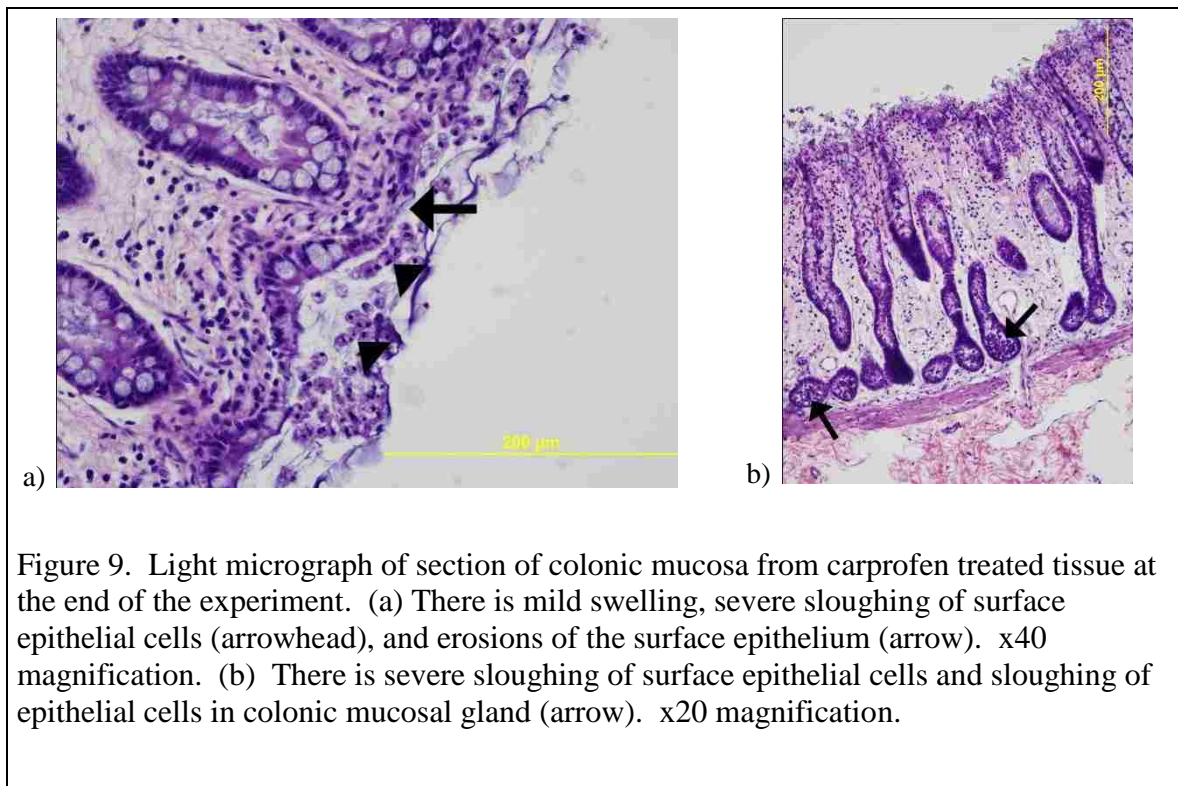 200 µm
200 µm
a)
b)
Figure 9.  Light micrograph of section of colonic mucosa from carprofen treated tissue at
the end of the experiment.  (a) There is mild swelling, severe sloughing of surface
epithelial cells (arrowhead), and erosions of the surface epithelium (arrow).  x40
magnification.  (b)  There is severe sloughing of surface epithelial cells and sloughing of
epithelial cells in colonic mucosal gland (arrow).  x20 magnification.